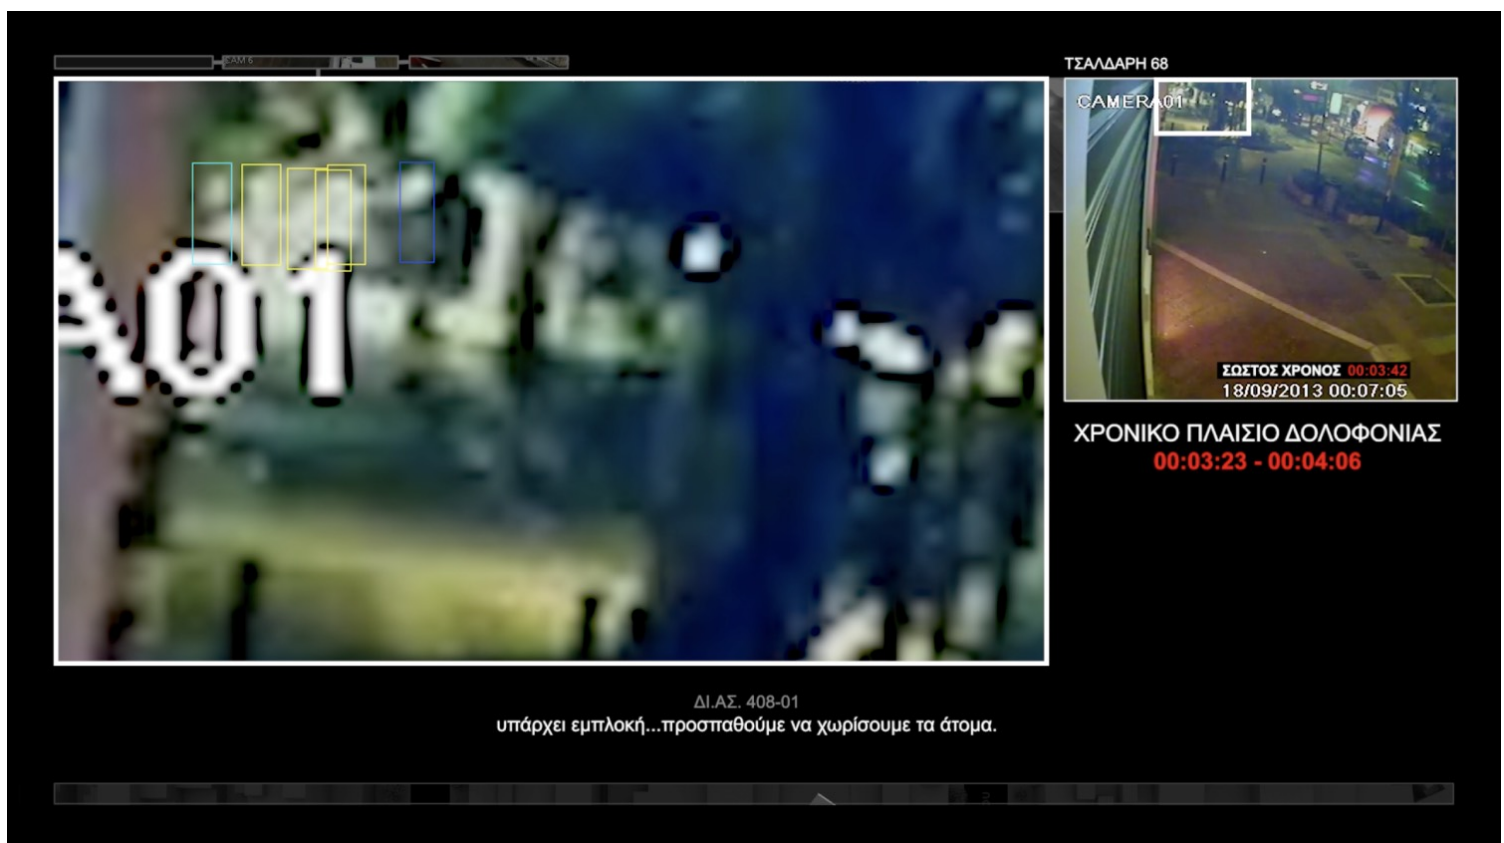 CAM 6
ΤΣΑΛΔΑΡΗ 68
CAMERA01
A01
ΣΩΣΤΟΣ ΧΡΟΝΟΣ 00:03:42
18/09/2013 00:07:05
ΧΡΟΝΙΚΟ ΠΛΑΙΣΙΟ ΔΟΛΟΦΟΝΙΑΣ
00:03:23 - 00:04:06
ΔΙ.ΑΣ. 408-01
υπάρχει εμπλοκή...προσπαθούμε να χωρίσουμε τα άτομα.